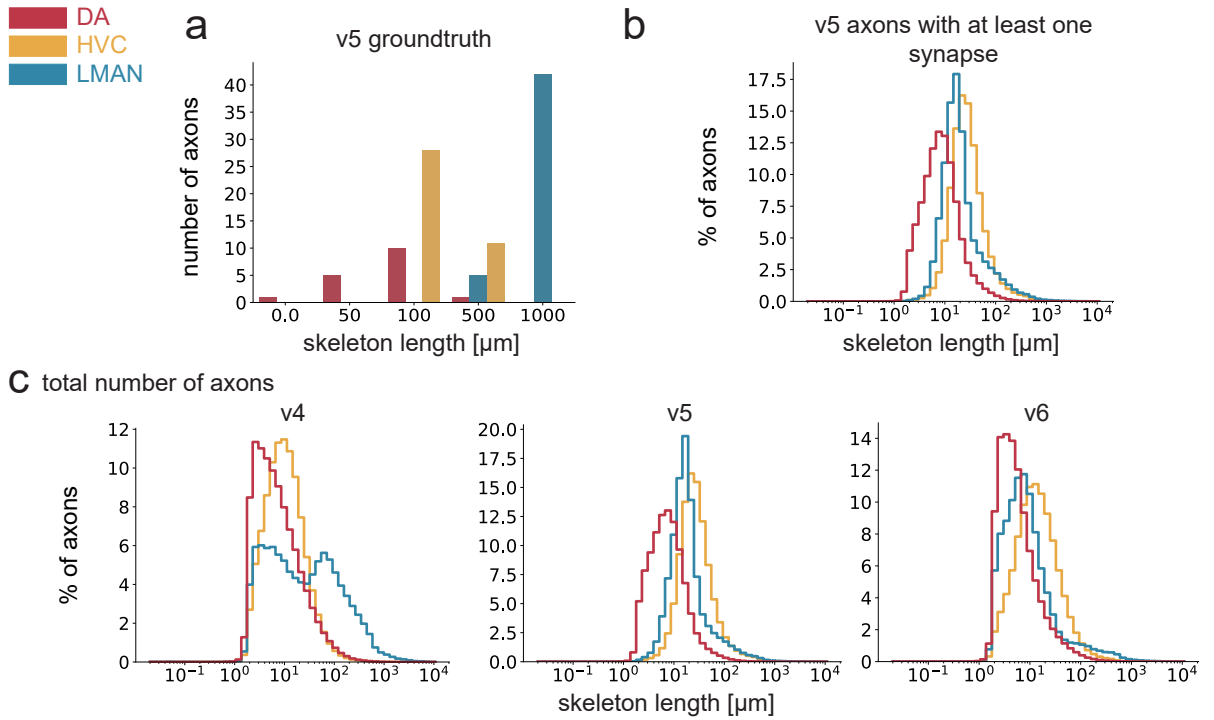 DA
HVC
LMAN
a
v5 groundtruth
number of axons
40
35
30
25
20
15
10
5
0
0.0 50 100 500 1000
skeleton length [µm]
b
v5 axons with at least one
synapse
% of axons
17.5
15.0
12.5
10.0
7.5
5.0
2.5
0.0
10⁻¹ 10⁰ 10¹ 10² 10³ 10⁴
skeleton length [µm]
c total number of axons
v4
% of axons
12
10
8
6
4
2
0
10⁻¹ 10⁰ 10¹ 10² 10³ 10⁴
v5
20.0
17.5
15.0
12.5
10.0
7.5
5.0
2.5
0.0
10⁻¹ 10⁰ 10¹ 10² 10³ 10⁴
v6
14
12
10
8
6
4
2
0
10⁻¹ 10⁰ 10¹ 10² 10³ 10⁴
skeleton length [µm]